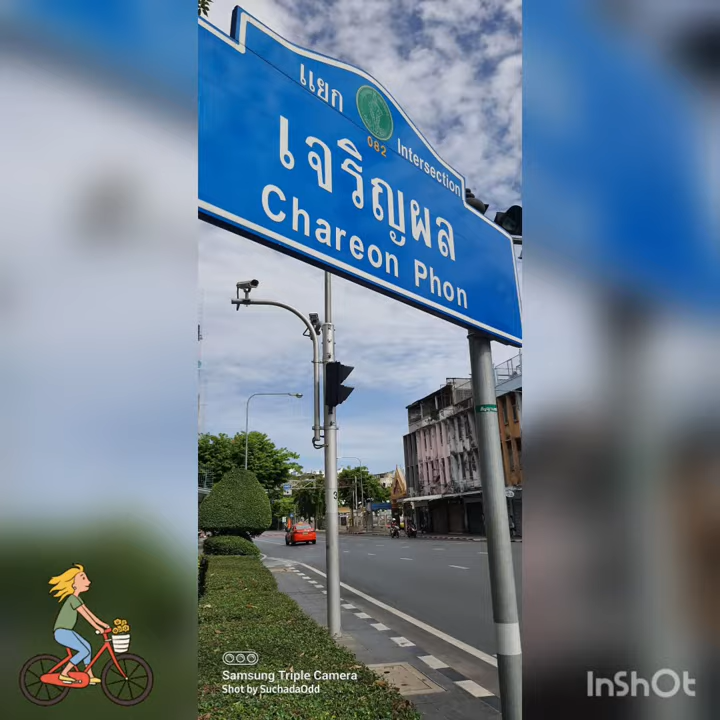 แยก
082
Intersection
เจริญผล
Chareon Phon
Samsung Triple Camera
Shot by SuchadaOdd
InShOt